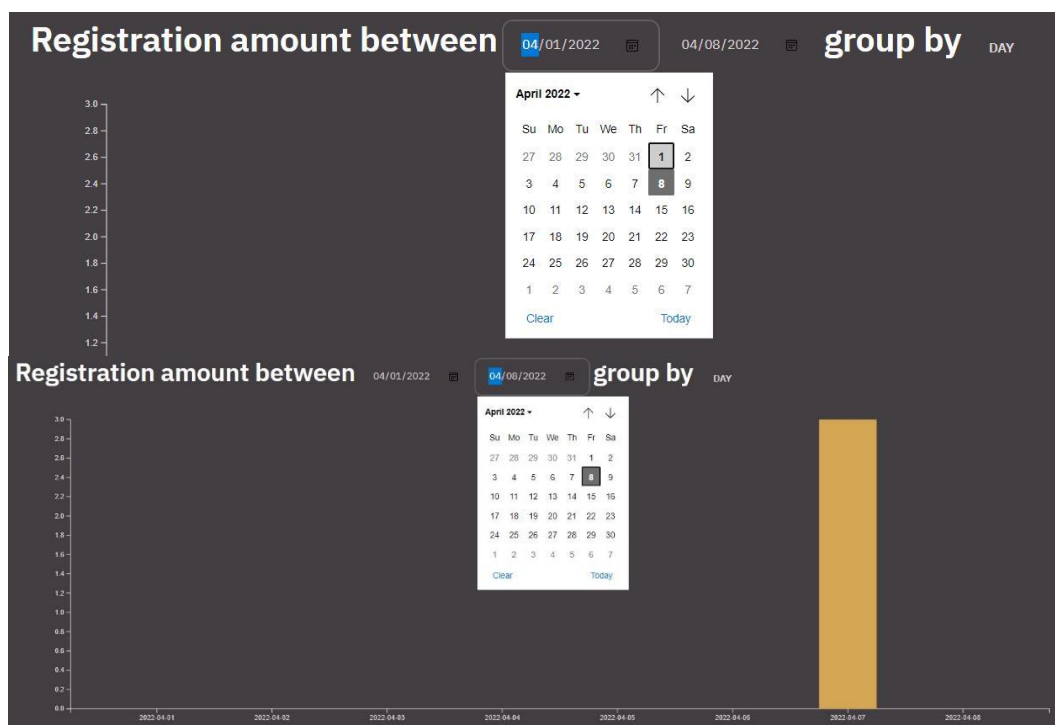 Registration amount between 04/01/2022 04/08/2022 group by DAY
April 2022
Su Mo Tu We Th Fr Sa
27 28 29 30 31 1 2
3 4 5 6 7 8 9
10 11 12 13 14 15 16
17 18 19 20 21 22 23
24 25 26 27 28 29 30
1 2 3 4 5 6 7
Clear Today
3.0
2.8
2.6
2.4
2.2
2.0
1.8
1.6
1.4
1.2
Registration amount between 04/01/2022 04/08/2022 group by DAY
April 2022
Su Mo Tu We Th Fr Sa
27 28 29 30 31 1 2
3 4 5 6 7 8 9
10 11 12 13 14 15 16
17 18 19 20 21 22 23
24 25 26 27 28 29 30
1 2 3 4 5 6 7
Clear Today
3.0
2.8
2.6
2.4
2.2
2.0
1.8
1.6
1.4
1.2
1.0
0.8
0.6
0.4
0.2
0.0
2022-04-01 2022-04-02 2022-04-03 2022-04-04 2022-04-05 2022-04-06 2022-04-07 2022-04-08